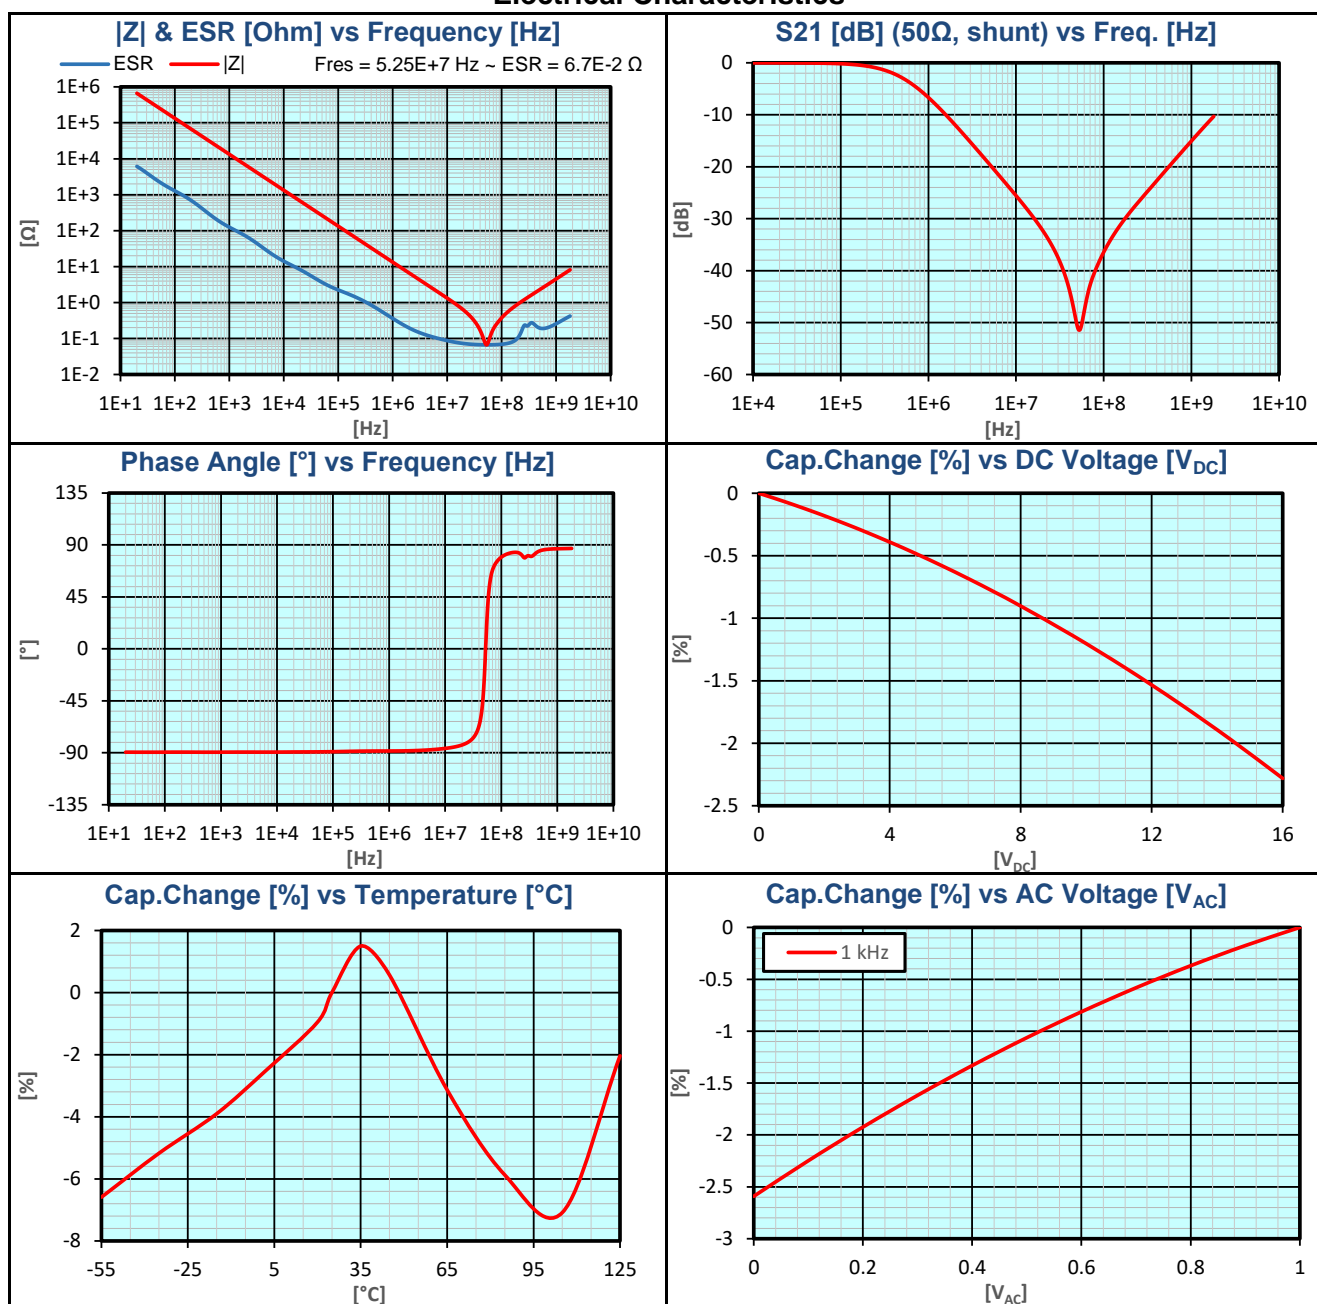 |Z| & ESR [Ohm] vs Frequency [Hz]
ESR |Z| Fres = 5.25E+7 Hz ~ ESR = 6.7E-2 Ω
1E+6
1E+5
1E+4
1E+3
1E+2
1E+1
1E+0
1E-1
1E-2
[Ω]
1E+1 1E+2 1E+3 1E+4 1E+5 1E+6 1E+7 1E+8 1E+9 1E+10
[Hz]
S21 [dB] (50Ω, shunt) vs Freq. [Hz]
0
-10
-20
-30
-40
-50
-60
[dB]
1E+4 1E+5 1E+6 1E+7 1E+8 1E+9 1E+10
[Hz]
Phase Angle [°] vs Frequency [Hz]
135
90
45
0
-45
-90
-135
[°]
1E+1 1E+2 1E+3 1E+4 1E+5 1E+6 1E+7 1E+8 1E+9 1E+10
[Hz]
Cap.Change [%] vs DC Voltage [VDC]
0
-0.5
-1
-1.5
-2
-2.5
[%]
0 4 8 12 16
[VDC]
Cap.Change [%] vs Temperature [°C]
2
0
-2
-4
-6
-8
[%]
-55 -25 5 35 65 95 125
[°C]
Cap.Change [%] vs AC Voltage [VAC]
1 kHz
0
-0.5
-1
-1.5
-2
-2.5
-3
[%]
0 0.2 0.4 0.6 0.8 1
[VAC]